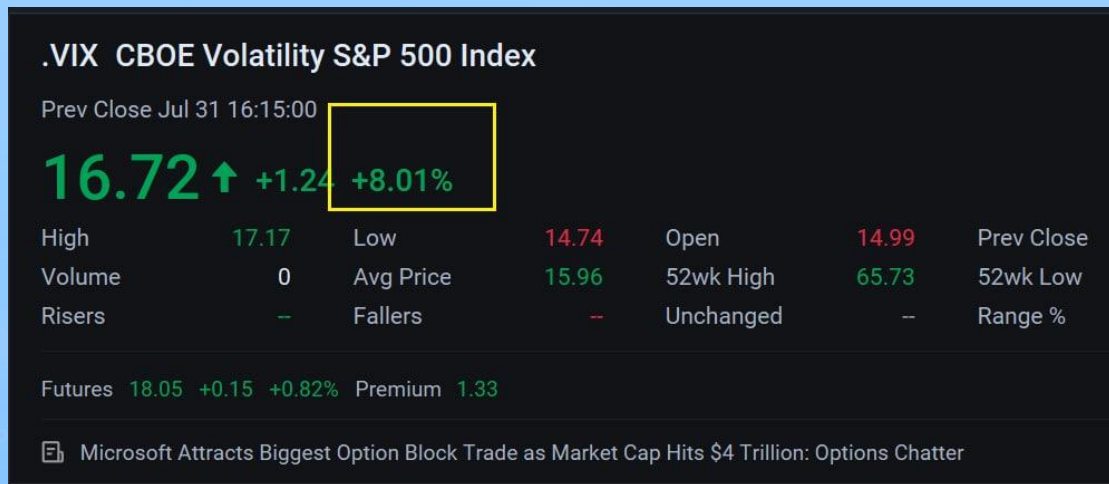 .VIX CBOE Volatility S&P 500 Index
Prev Close Jul 31 16:15:00
16.72 +1.24 +8.01%
High 17.17 Low 14.74 Open 14.99 Prev Close
Volume 0 Avg Price 15.96 52wk High 65.73 52wk Low
Risers -- Fallers -- Unchanged -- Range %
Futures 18.05 +0.15 +0.82% Premium 1.33
Microsoft Attracts Biggest Option Block Trade as Market Cap Hits $4 Trillion: Options Chatter